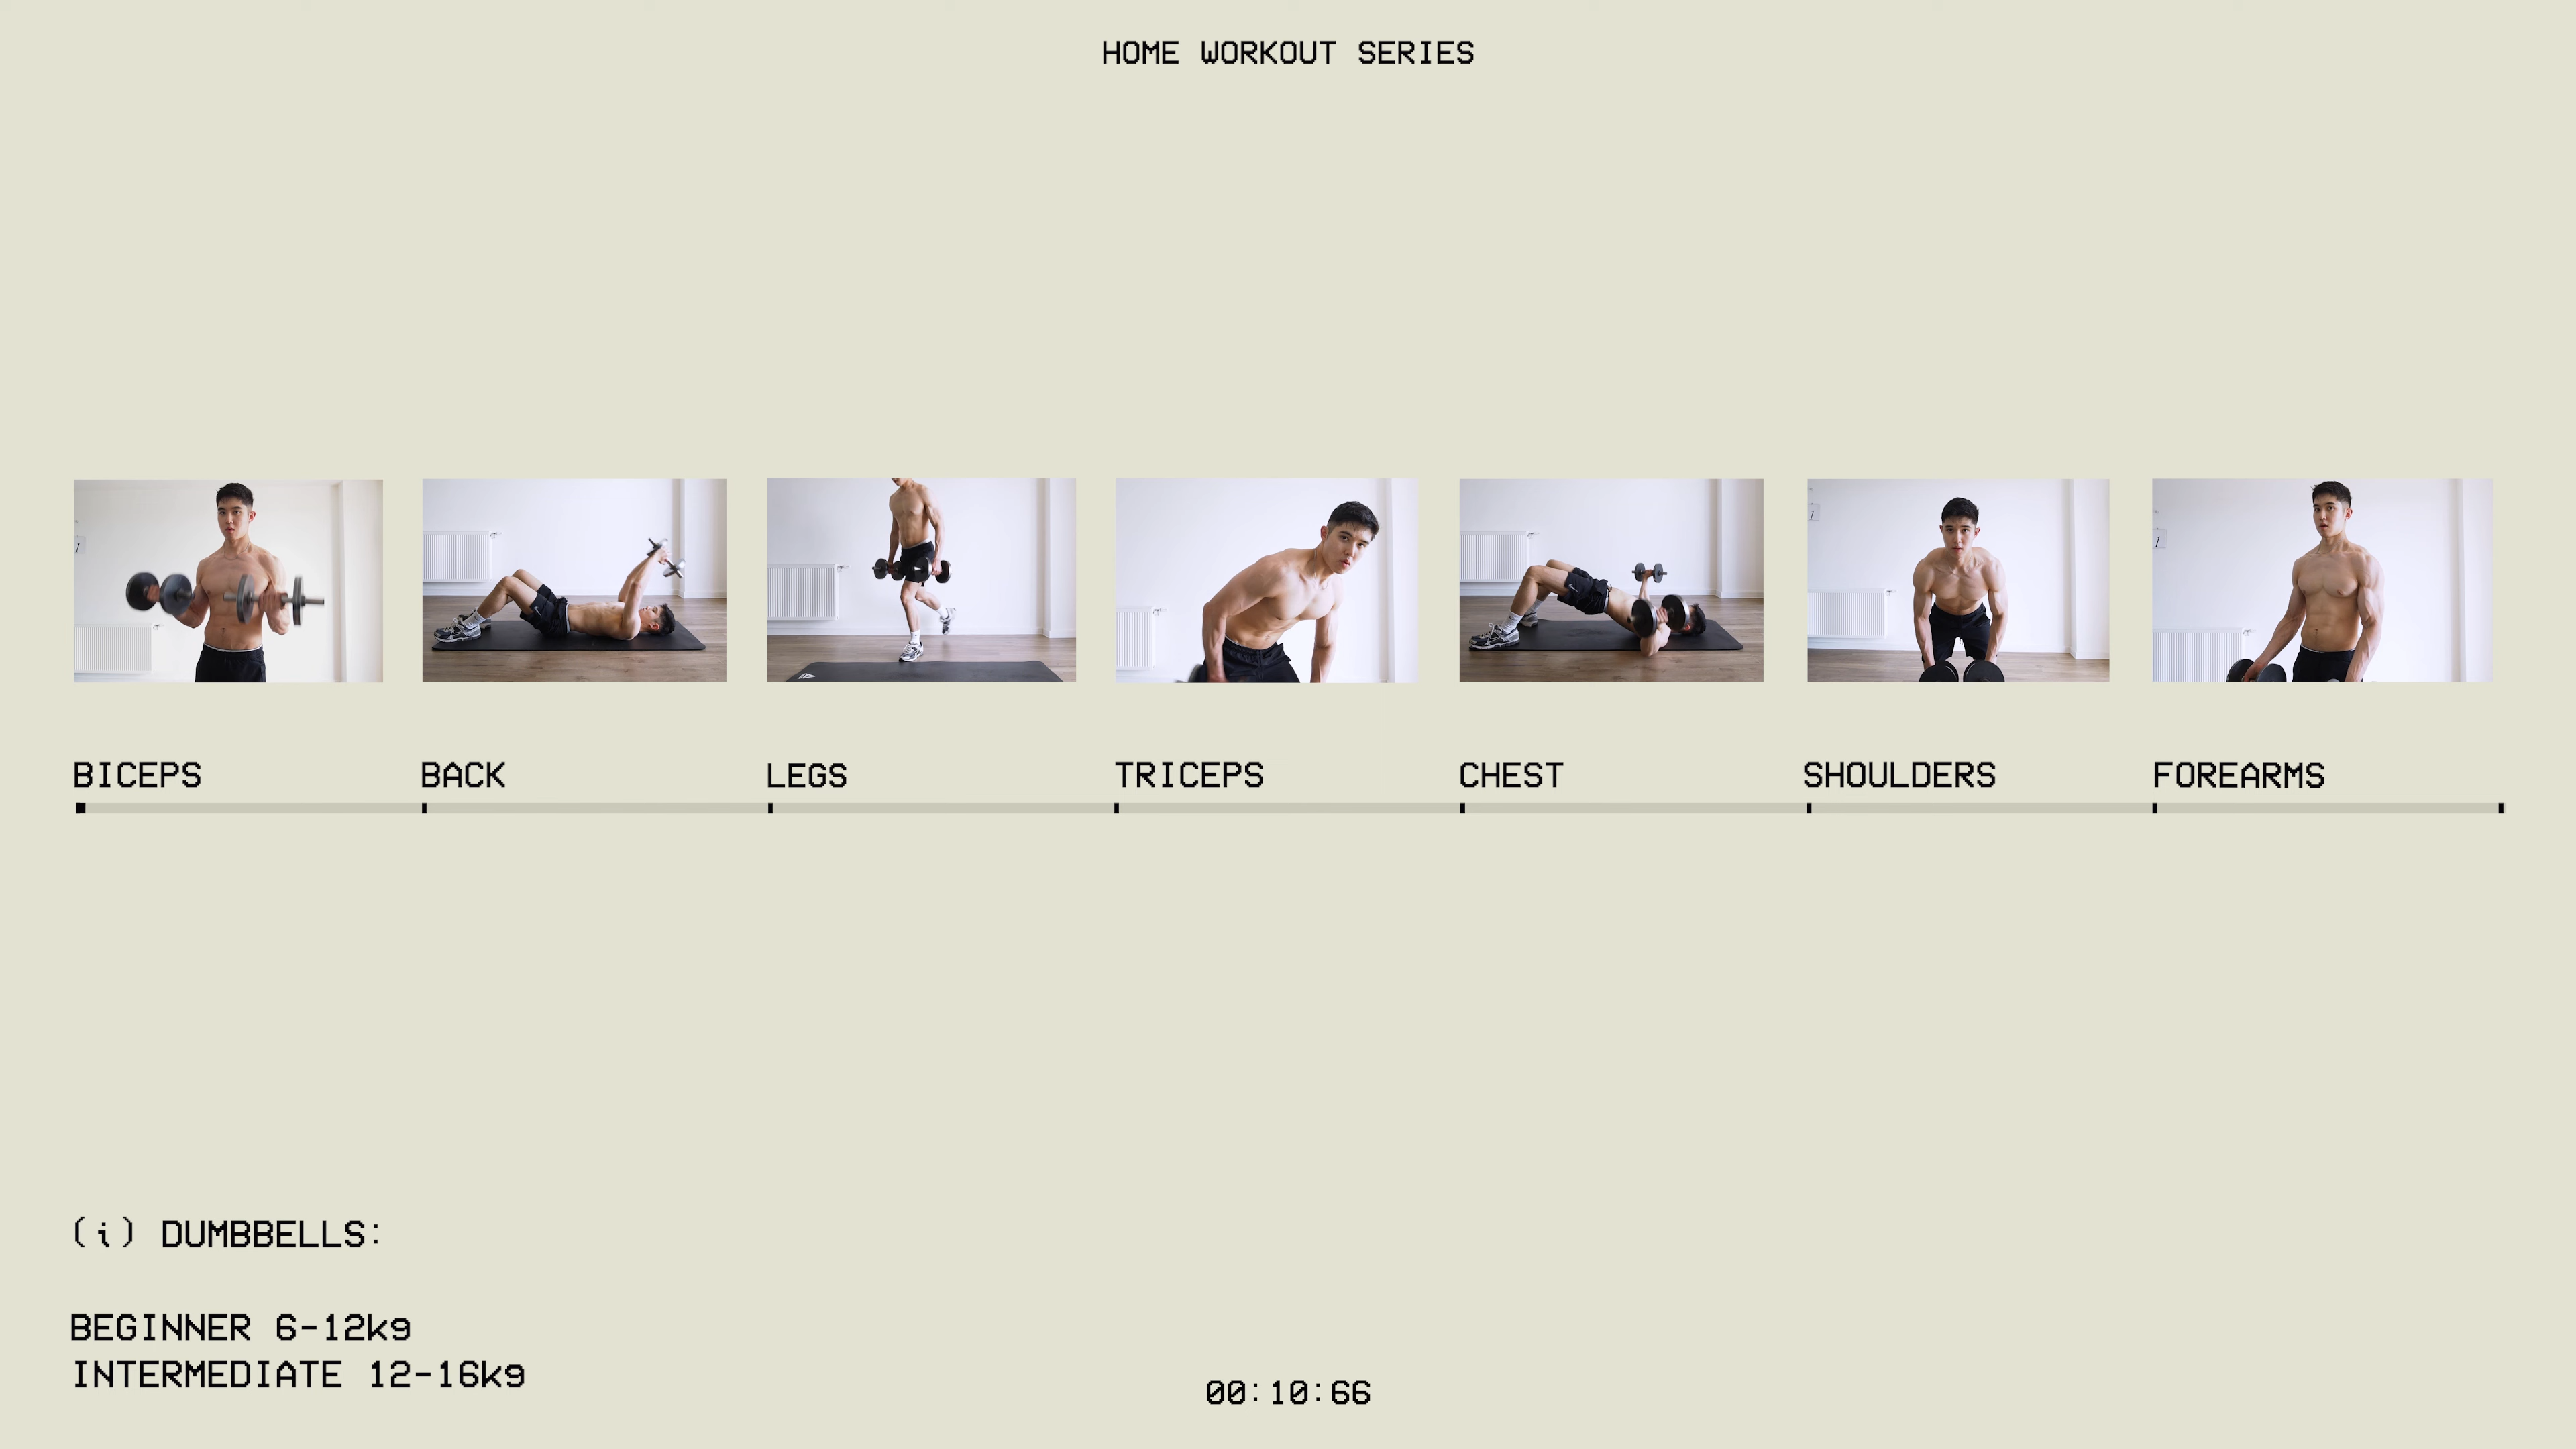 HOME WORKOUT SERIES
BICEPS BACK LEGS TRICEPS CHEST SHOULDERS FOREARMS
(i) DUMBBELLS:
BEGINNER 6-12kg
INTERMEDIATE 12-16kg
00:10:66